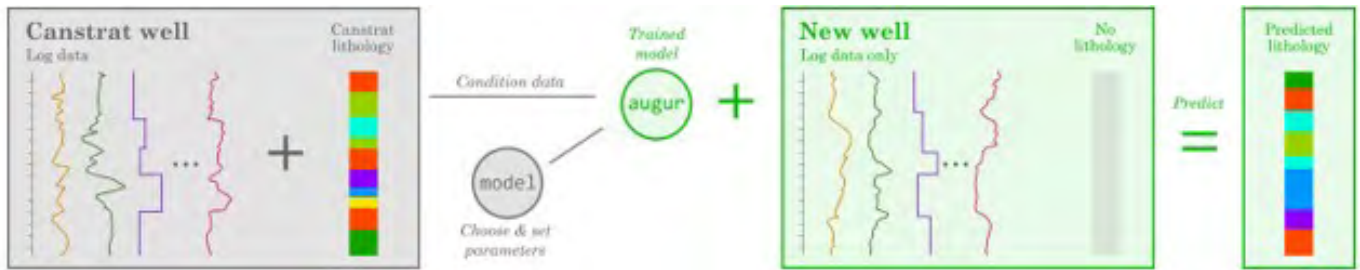 Canstrat well
Log data
Canstrat
lithology
+
...
Condition data
model
Choose & set
parameters
Trained
model
augur
+
New well
Log data only
No
lithology
...
Predict
=
Predicted
lithology